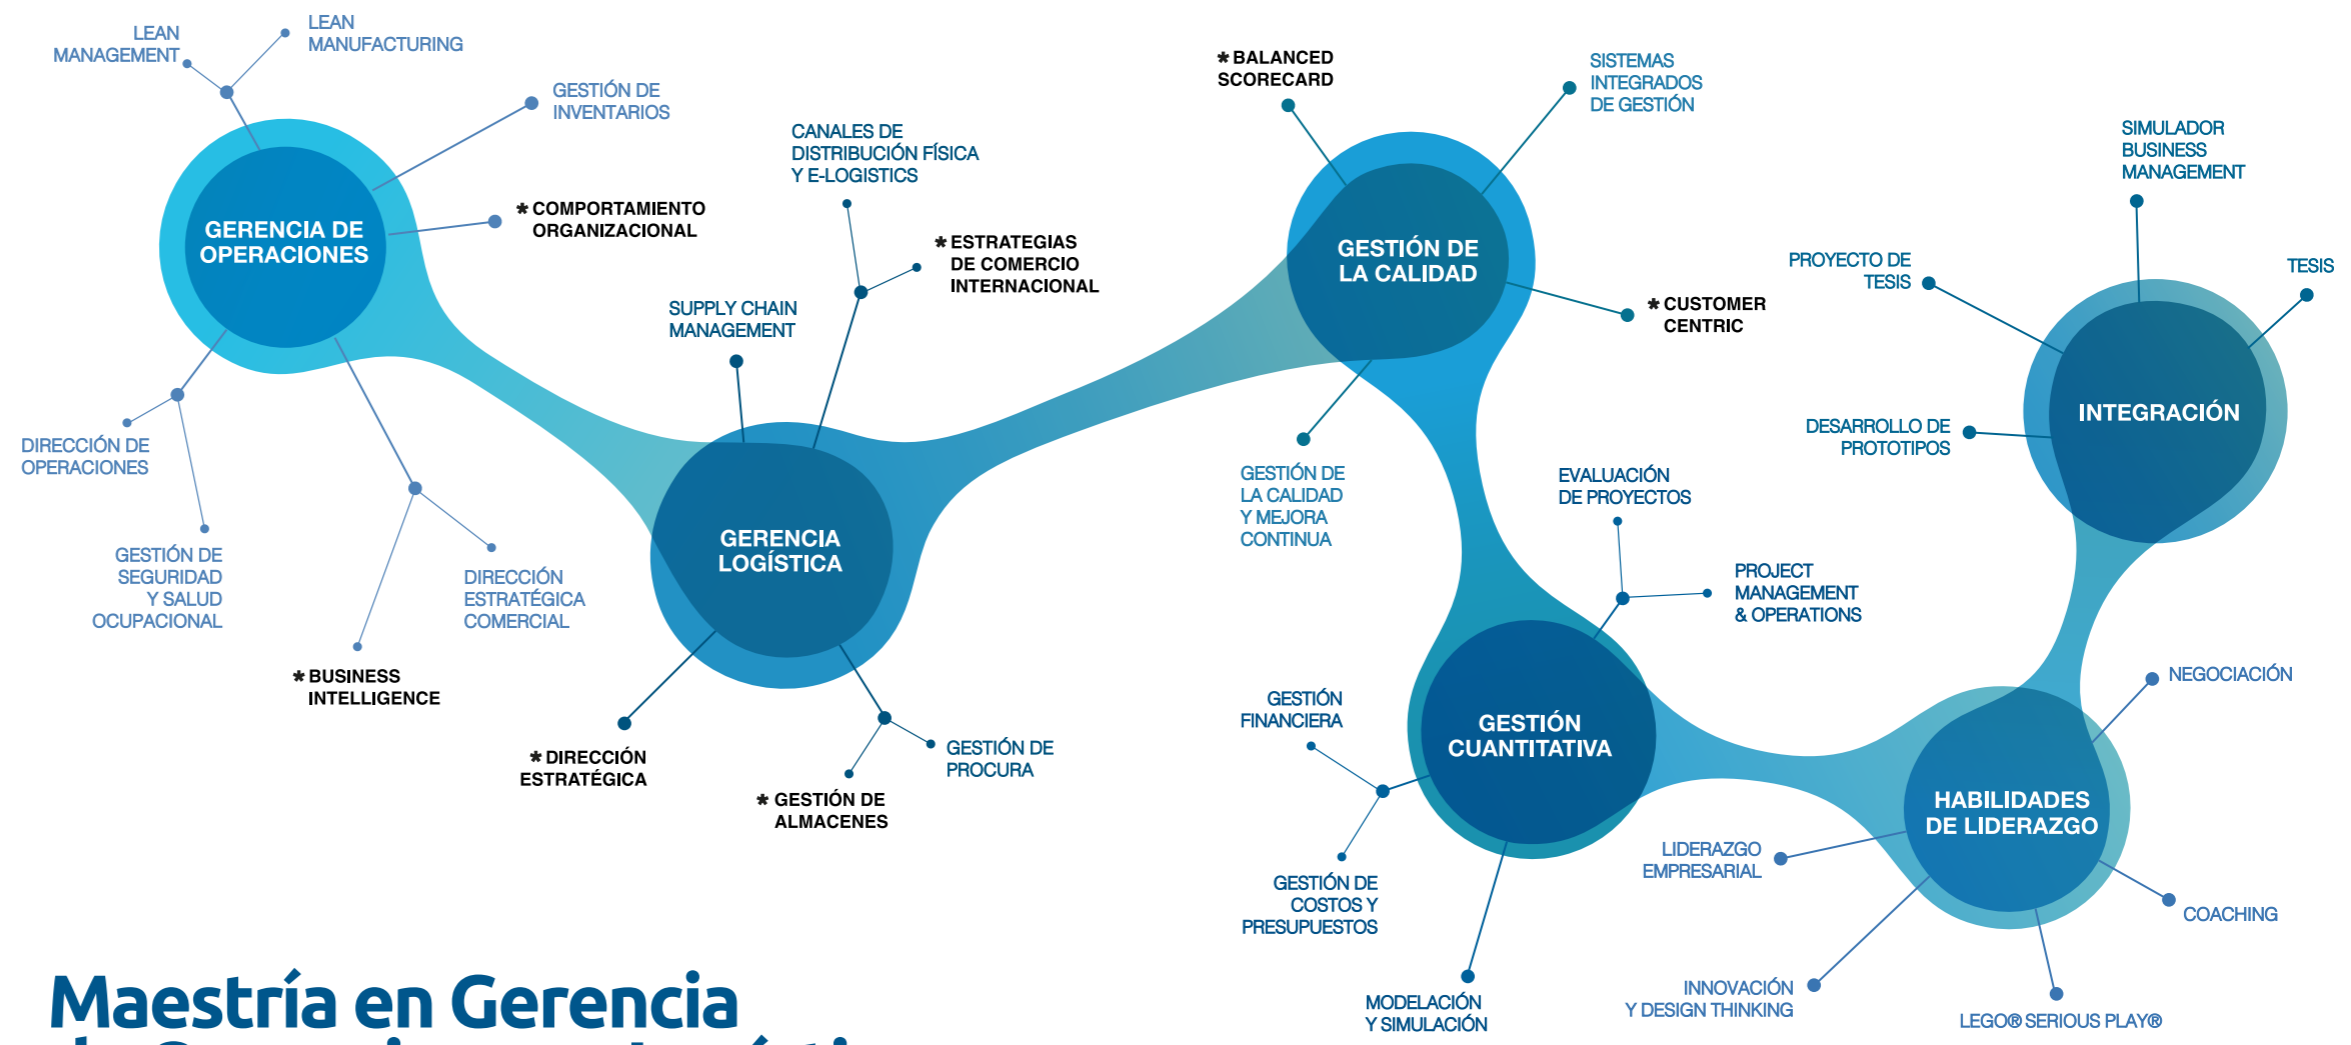 LEAN
MANAGEMENT
LEAN
MANUFACTURING
GESTIÓN DE
INVENTARIOS
* COMPORTAMIENTO
ORGANIZACIONAL
GERENCIA DE
OPERACIONES
DIRECCIÓN DE
OPERACIONES
GESTIÓN DE
SEGURIDAD
Y SALUD
OCUPACIONAL
* BUSINESS
INTELLIGENCE
DIRECCIÓN
ESTRATÉGICA
COMERCIAL
CANALES DE
DISTRIBUCIÓN FÍSICA
Y E-LOGISTICS
* ESTRATEGIAS
DE COMERCIO
INTERNACIONAL
SUPPLY CHAIN
MANAGEMENT
GERENCIA
LOGÍSTICA
* DIRECCIÓN
ESTRATÉGICA
* GESTIÓN DE
ALMACENES
GESTIÓN DE
PROCURA
* BALANCED
SCORECARD
SISTEMAS
INTEGRADOS
DE GESTIÓN
GESTIÓN DE
LA CALIDAD
* CUSTOMER
CENTRIC
GESTIÓN DE
LA CALIDAD
Y MEJORA
CONTINUA
EVALUACIÓN
DE PROYECTOS
PROJECT
MANAGEMENT
& OPERATIONS
GESTIÓN
FINANCIERA
GESTIÓN
CUANTITATIVA
GESTIÓN DE
COSTOS Y
PRESUPUESTOS
MODELACIÓN
Y SIMULACIÓN
SIMULADOR
BUSINESS
MANAGEMENT
PROYECTO DE
TESIS
TESIS
DESARROLLO DE
PROTOTIPOS
INTEGRACIÓN
NEGOCIACIÓN
HABILIDADES
DE LIDERAZGO
LIDERAZGO
EMPRESARIAL
COACHING
INNOVACIÓN
Y DESIGN THINKING
LEGO® SERIOUS PLAY®
Maestría en Gerencia